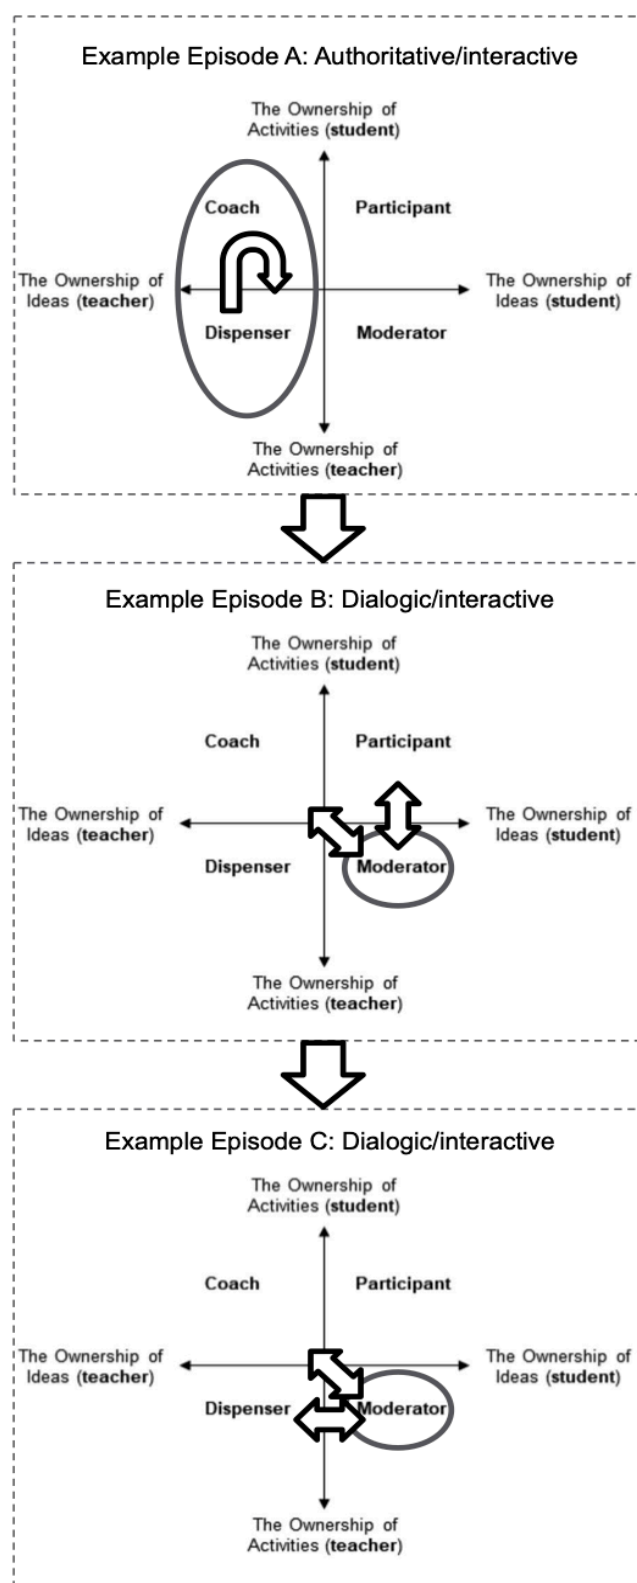 Example Episode A: Authoritative/interactive
The Ownership of
Activities (student)
Coach
Participant
The Ownership of
Ideas (teacher)
The Ownership of
Ideas (student)
Dispenser
Moderator
The Ownership of
Activities (teacher)
Example Episode B: Dialogic/interactive
The Ownership of
Activities (student)
Coach
Participant
The Ownership of
Ideas (teacher)
The Ownership of
Ideas (student)
Dispenser
Moderator
The Ownership of
Activities (teacher)
Example Episode C: Dialogic/interactive
The Ownership of
Activities (student)
Coach
Participant
The Ownership of
Ideas (teacher)
The Ownership of
Ideas (student)
Dispenser
Moderator
The Ownership of
Activities (teacher)